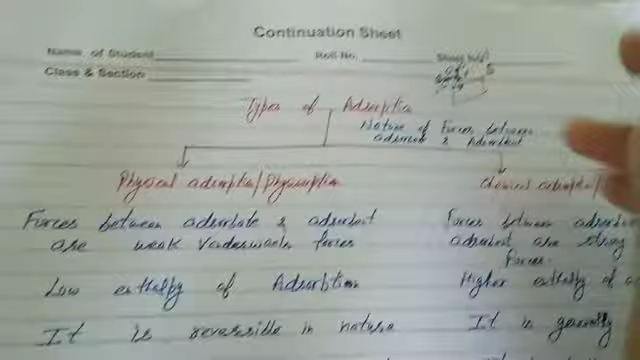 Continuation Sheet
Name of Student
Roll No.
Class & Section
Types of Adsorption
Nature of Forces between
adsorbate & Adsorbent
Physical adsorption/Physisorption
Chemical
Forces between adsorbate & adsorbent
are weak Vanderwaals forces
Forces between
adsorbent are strong
forces.
Low enthalpy of Adsorbtion
Higher enthalpy of
It is reversible in nature
It is generally